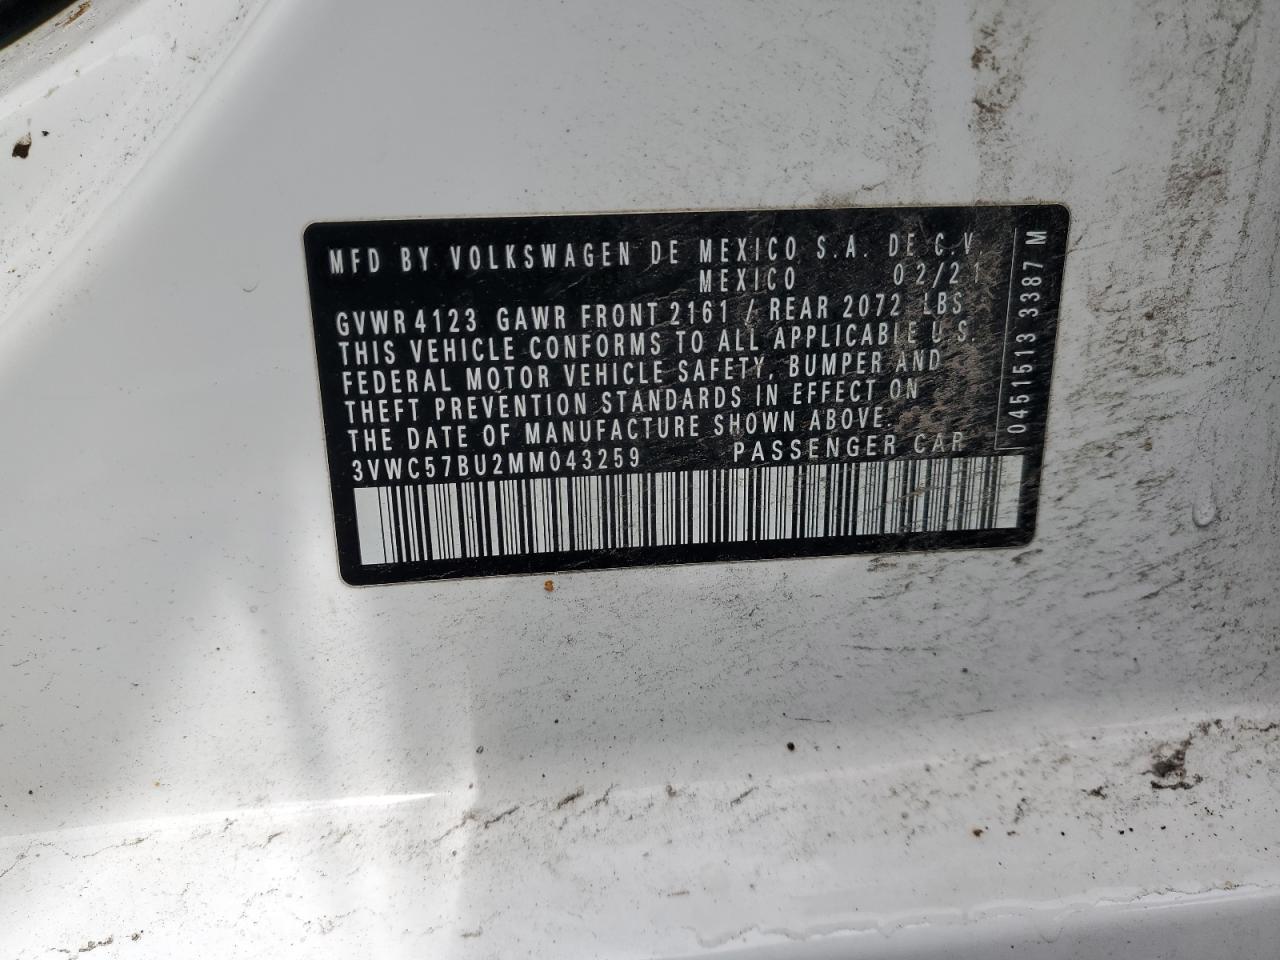 MFD BY VOLKSWAGEN DE MEXICO S.A. DE C.V.
MEXICO 02/21
GVWR 4123 GAWR FRONT 2161 / REAR 2072 LBS
THIS VEHICLE CONFORMS TO ALL APPLICABLE U.S.
FEDERAL MOTOR VEHICLE SAFETY, BUMPER AND
THEFT PREVENTION STANDARDS IN EFFECT ON
THE DATE OF MANUFACTURE SHOWN ABOVE.
3VWC57BU2MM043259 PASSENGER CAR
0451513 3387 M